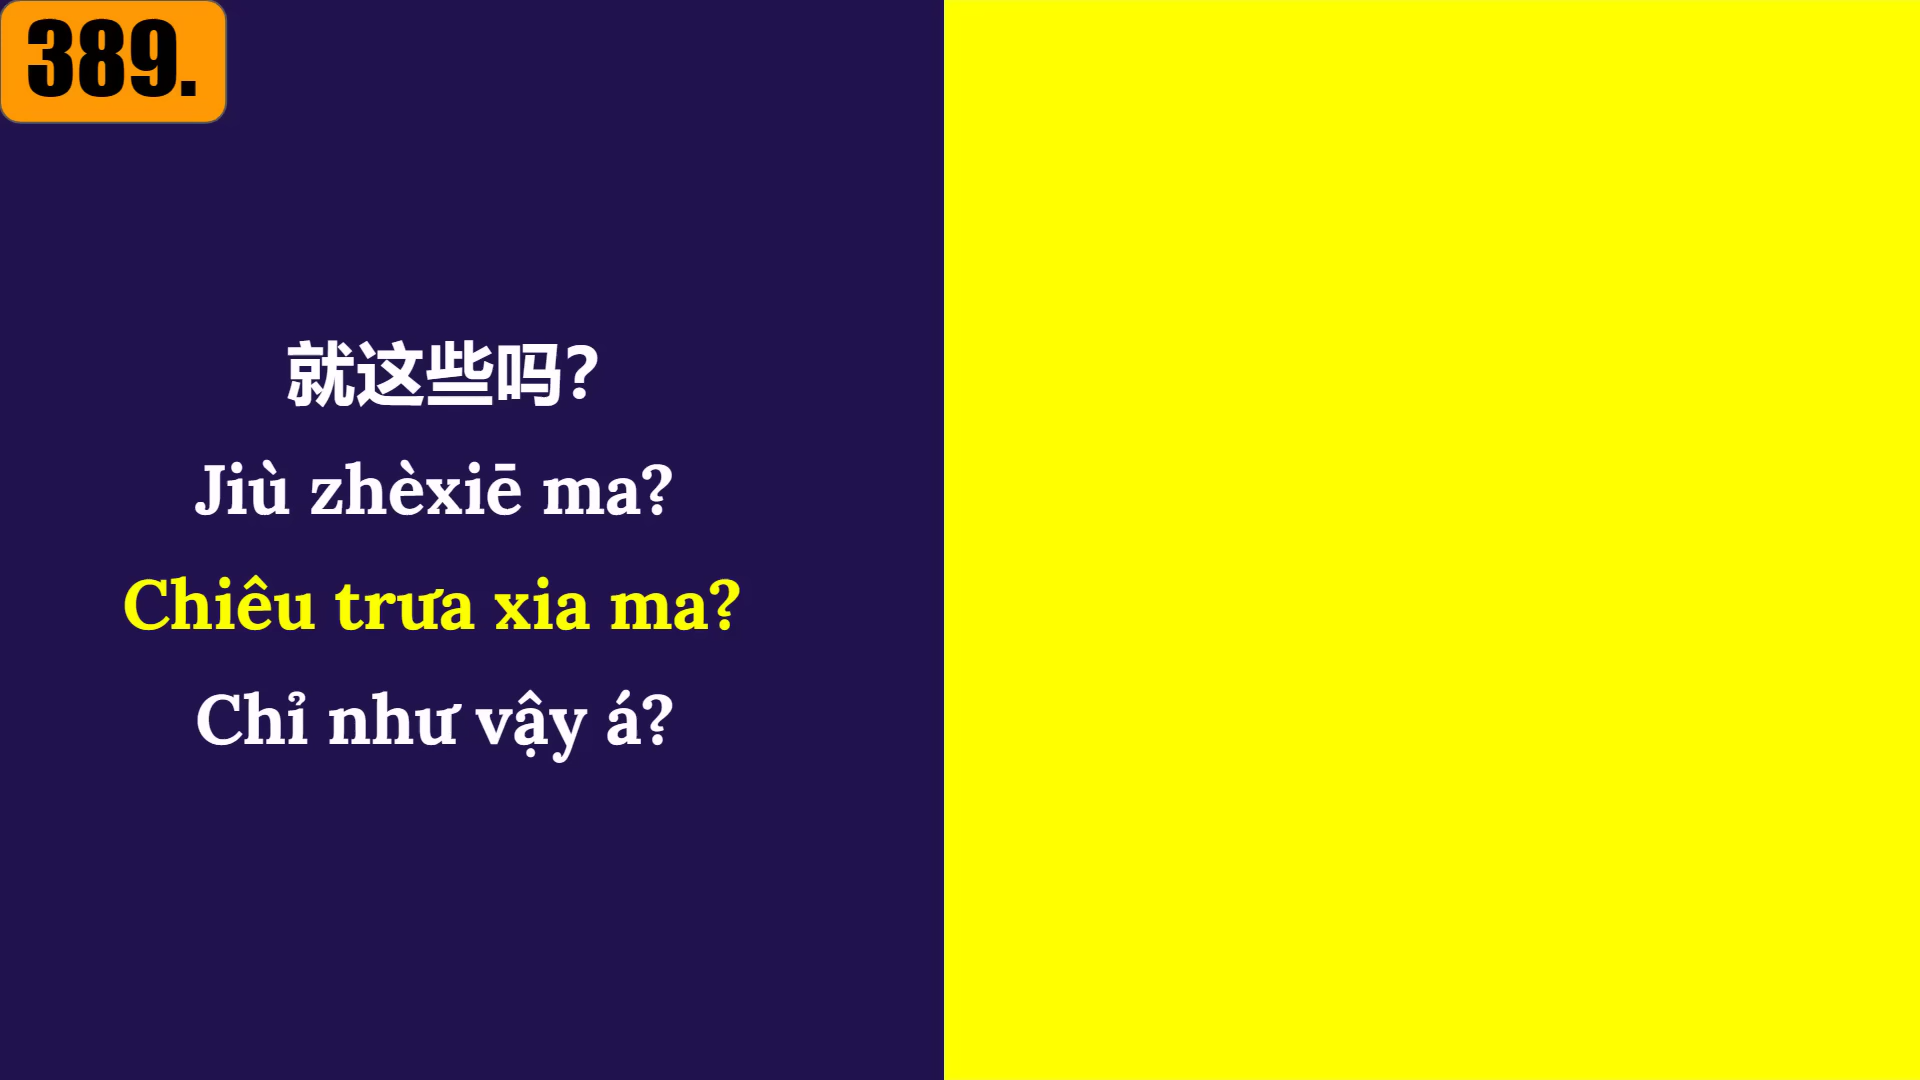 389.
就这些吗?
Jiù zhèxiē ma?
Chiêu trưa xia ma?
Chỉ như vậy á?